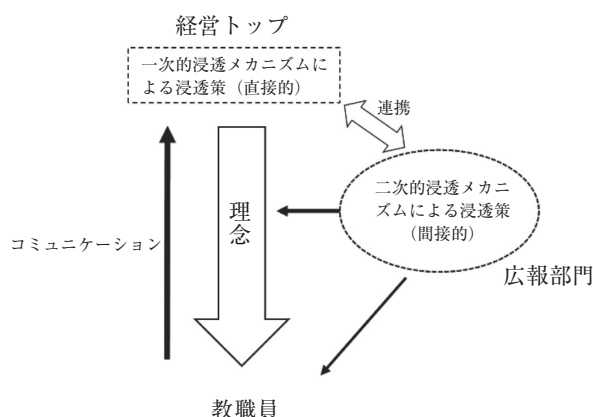 経営トップ
一次的浸透メカニズムに
よる浸透策（直接的）
連携
二次的浸透メカニ
ズムによる浸透策
（間接的）
理念
コミュニケーション
広報部門
教職員